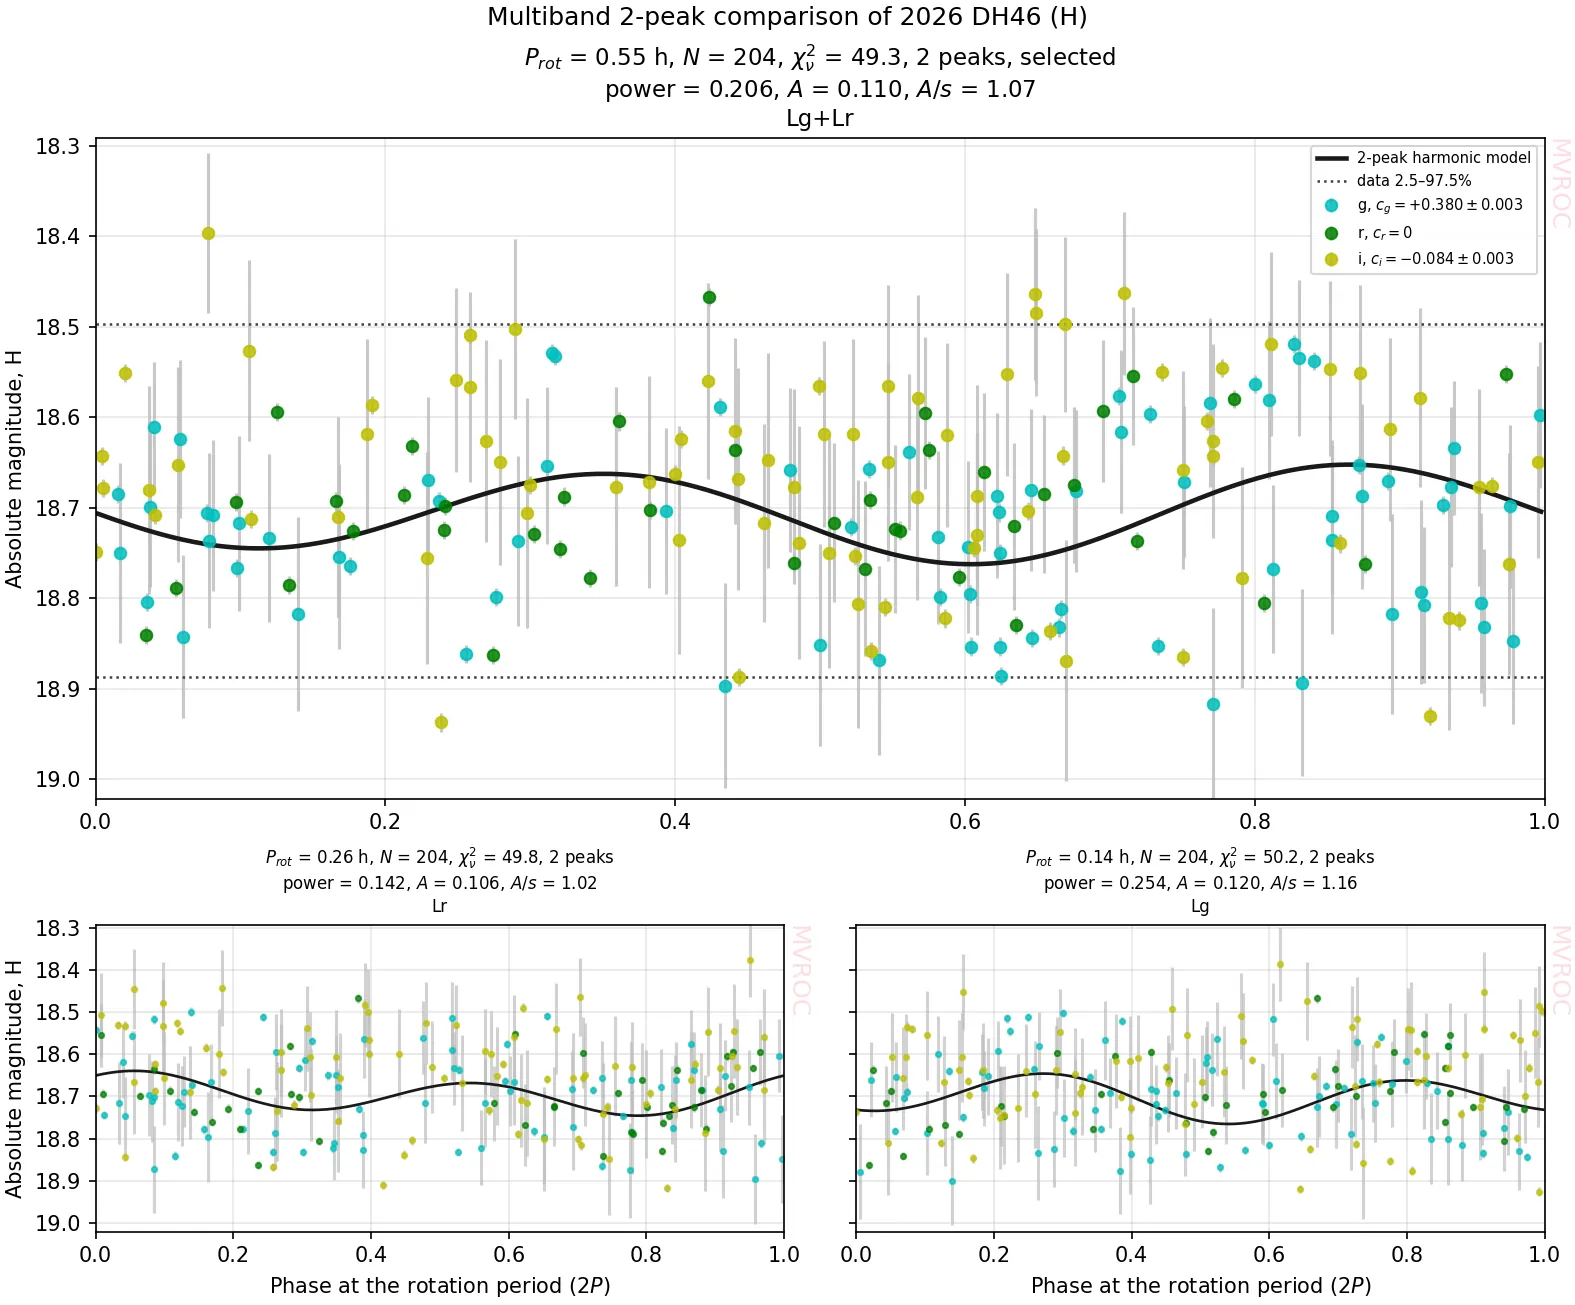 Multiband 2-peak comparison of 2026 DH46 (H)
P_rot = 0.55 h, N = 204, χ²_ν = 49.3, 2 peaks, selected
power = 0.206, A = 0.110, A/s = 1.07
Lg+Lr
2-peak harmonic model
data 2.5–97.5%
g, c_g = +0.380 ± 0.003
r, c_r = 0
i, c_i = −0.084 ± 0.003
MVROC
Absolute magnitude, H
18.3
18.4
18.5
18.6
18.7
18.8
18.9
19.0
0.0 0.2 0.4 0.6 0.8 1.0
P_rot = 0.26 h, N = 204, χ²_ν = 49.8, 2 peaks
power = 0.142, A = 0.106, A/s = 1.02
Lr
MVROC
Absolute magnitude, H
18.3
18.4
18.5
18.6
18.7
18.8
18.9
19.0
0.0 0.2 0.4 0.6 0.8 1.0
Phase at the rotation period (2P)
P_rot = 0.14 h, N = 204, χ²_ν = 50.2, 2 peaks
power = 0.254, A = 0.120, A/s = 1.16
Lg
MVROC
0.0 0.2 0.4 0.6 0.8 1.0
Phase at the rotation period (2P)